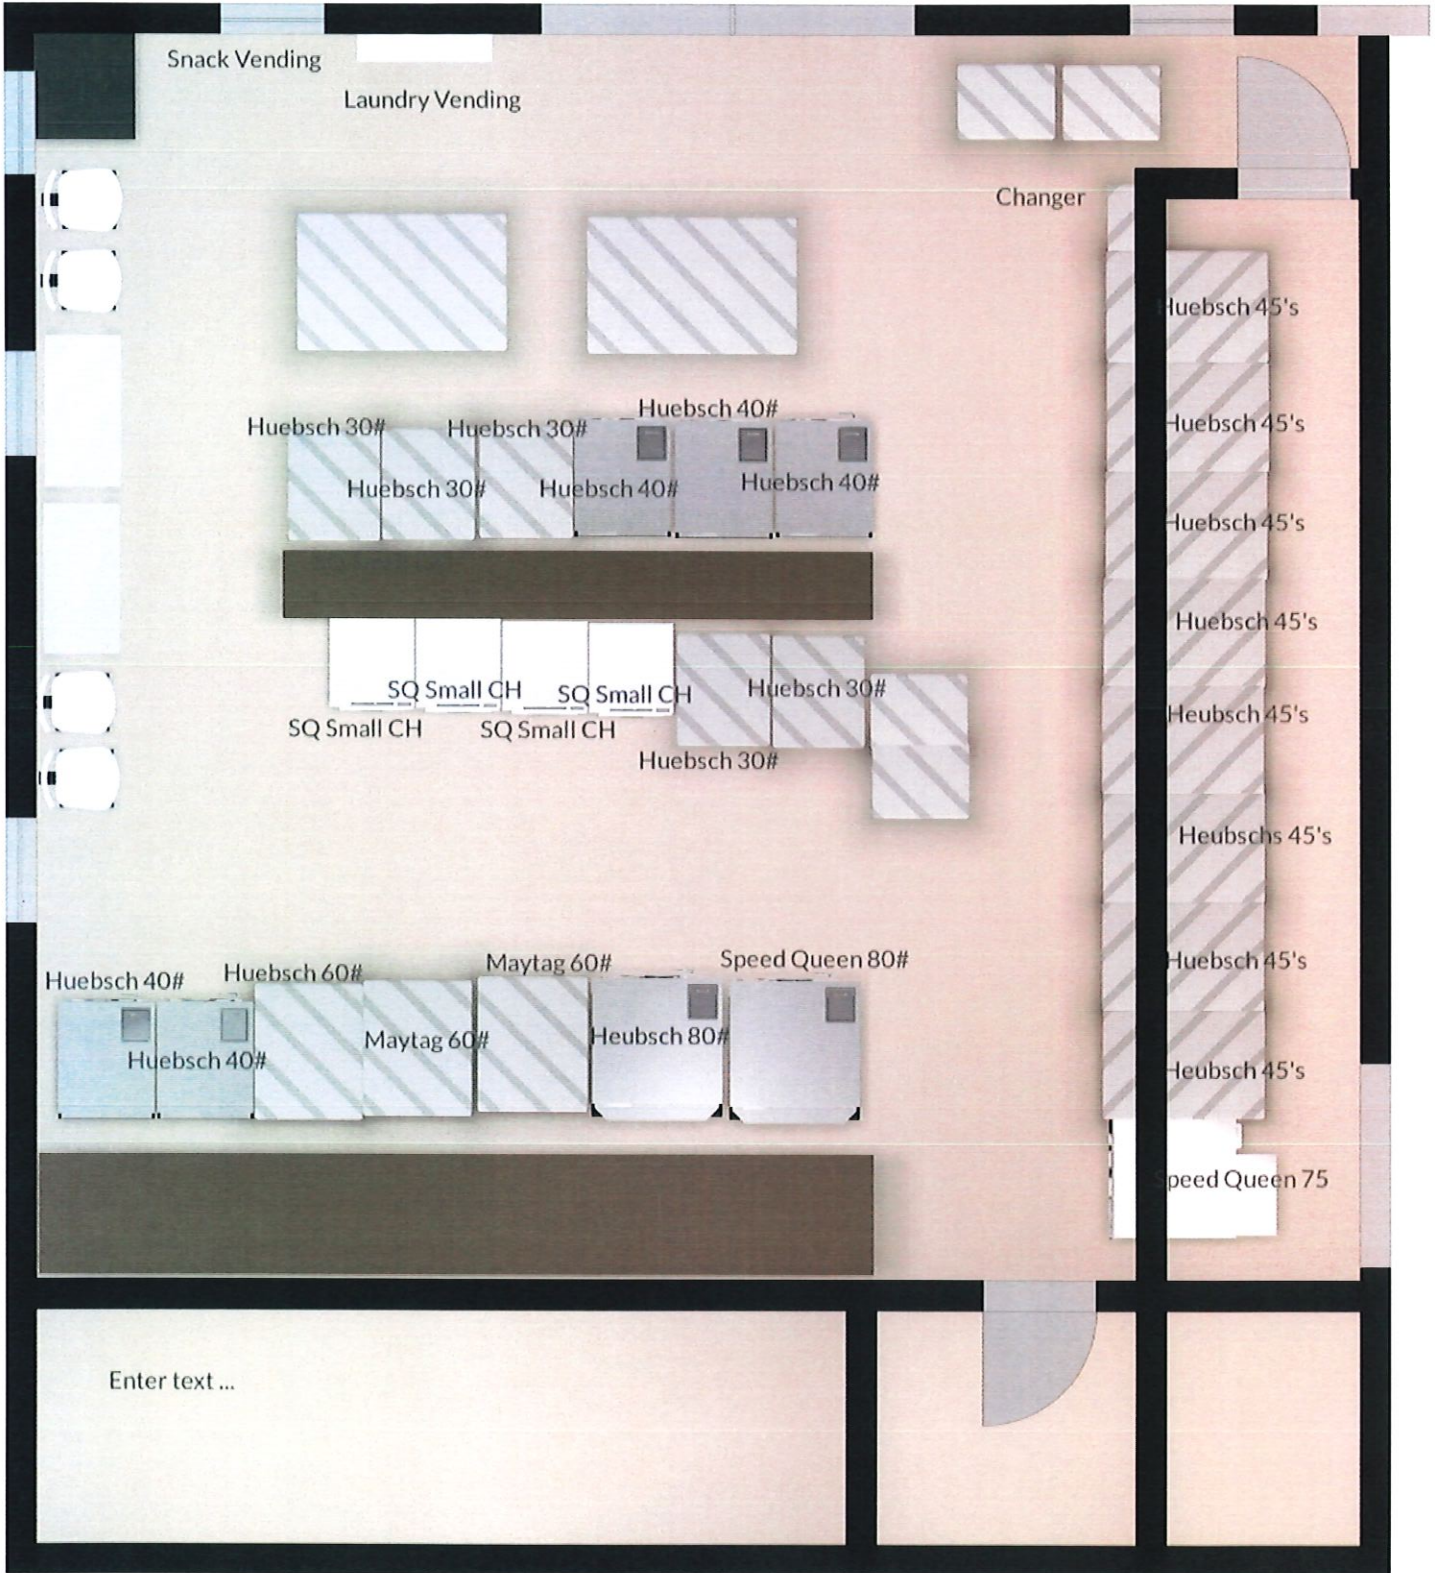 Snack Vending
Laundry Vending
Changer
Huebsch 45's
Huebsch 40#
Huebsch 30#
Huebsch 30#
Huebsch 45's
Huebsch 30#
Huebsch 40#
Huebsch 40#
Huebsch 45's
Huebsch 45's
SQ Small CH
SQ Small CH
Huebsch 30#
Heubsch 45's
SQ Small CH
SQ Small CH
Huebsch 30#
Heubschs 45's
Huebsch 40#
Huebsch 60#
Maytag 60#
Speed Queen 80#
Huebsch 45's
Huebsch 40#
Maytag 60#
Heubsch 80#
Heubsch 45's
Speed Queen 75
Enter text ...